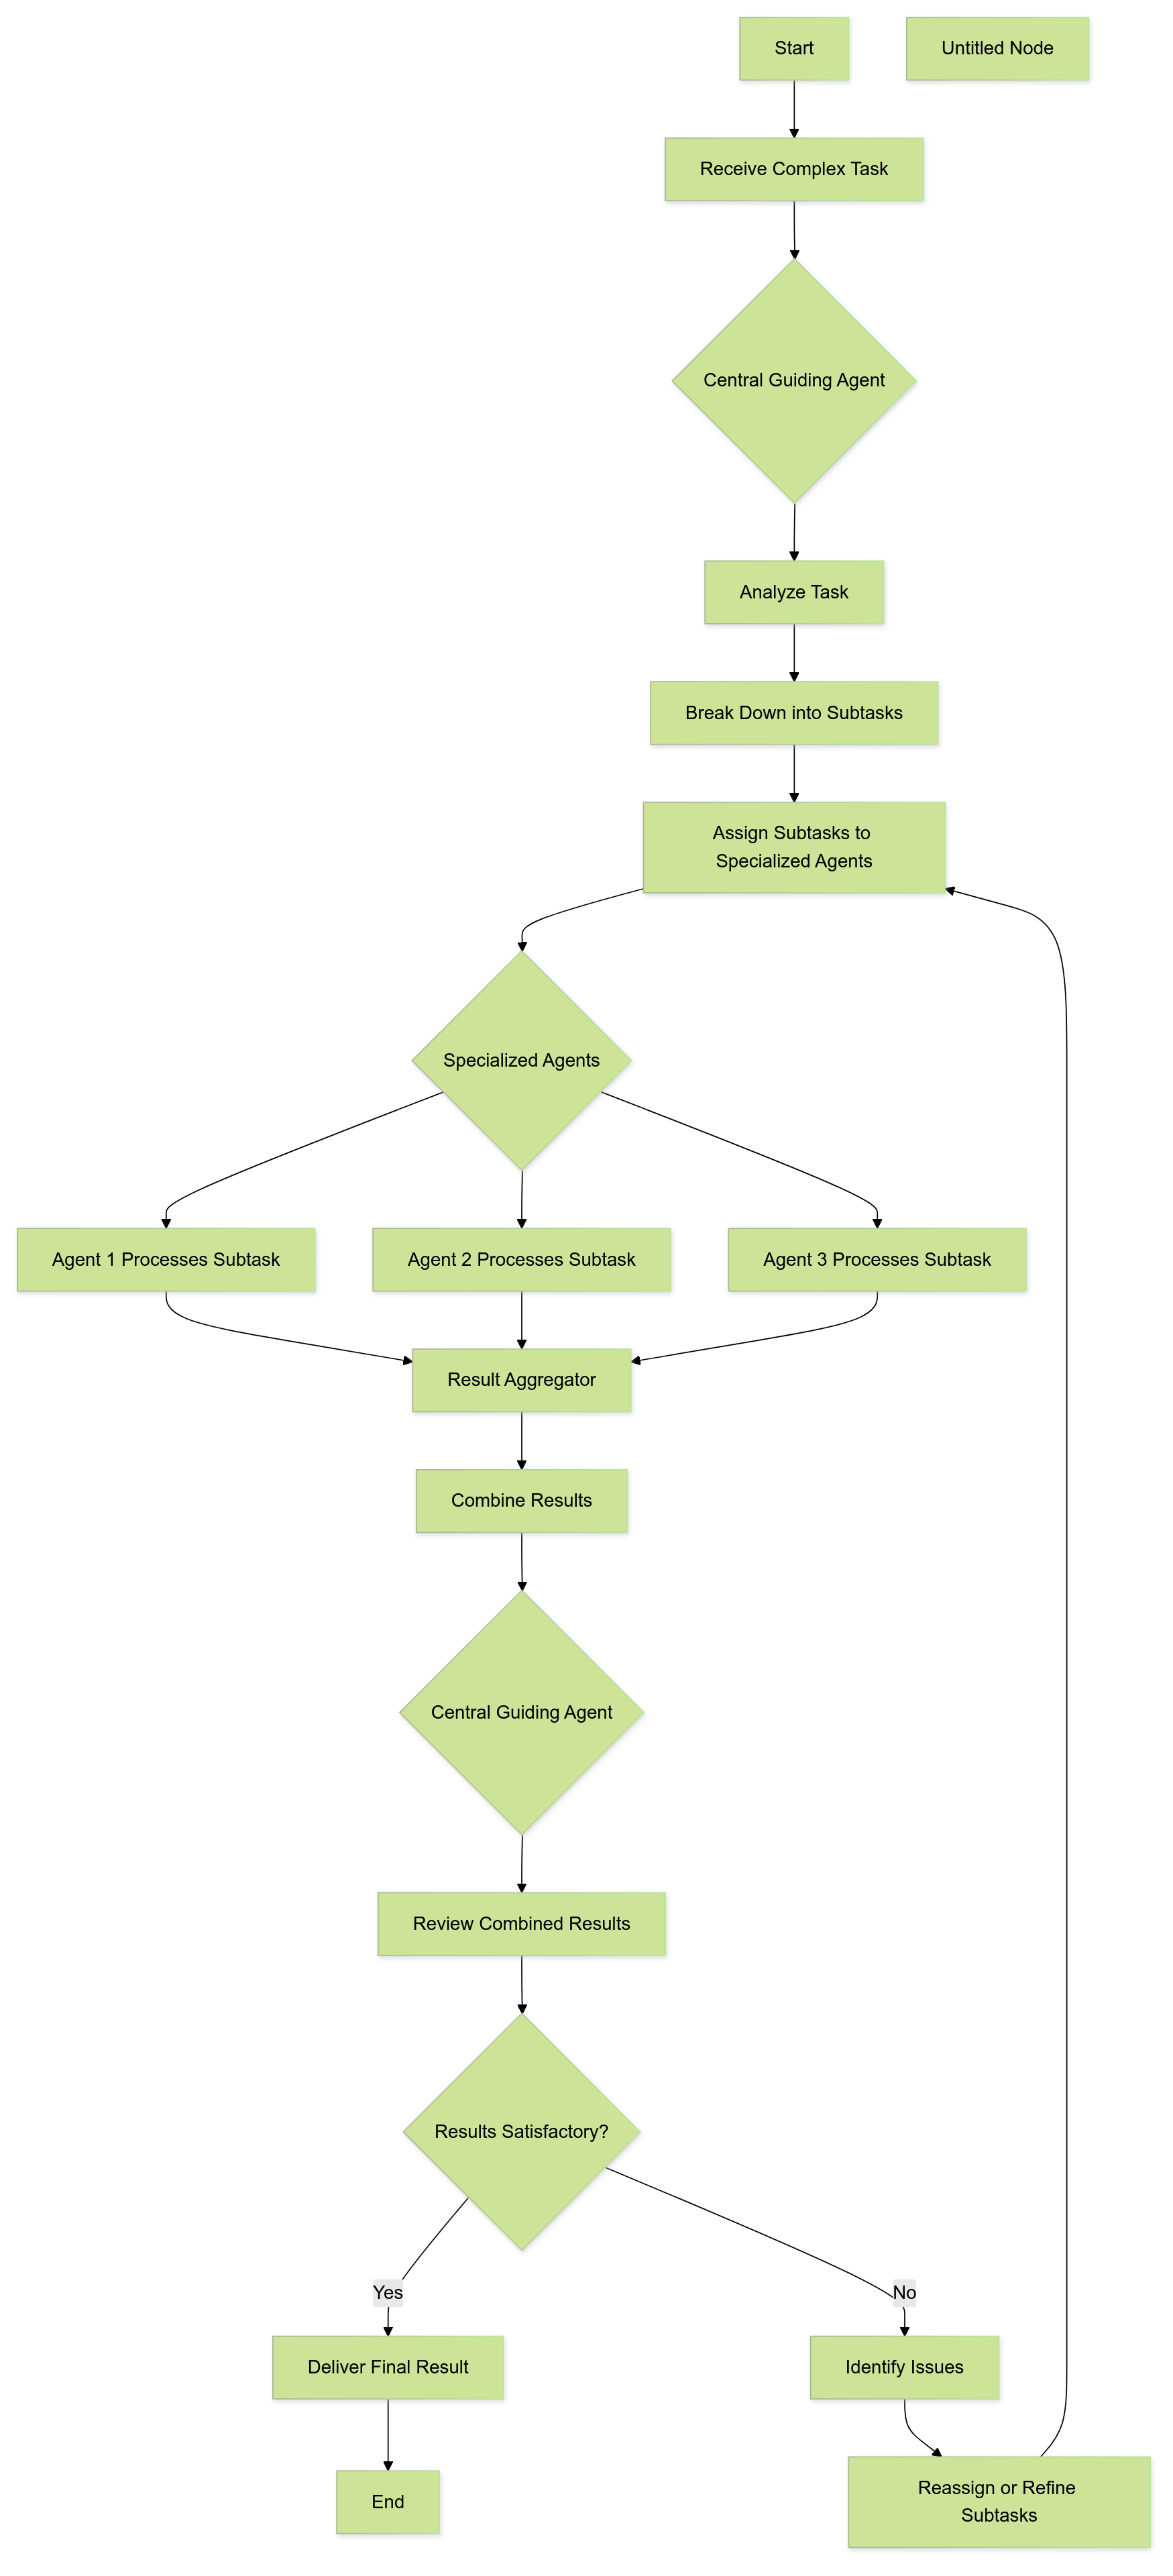 Start
Untitled Node
Receive Complex Task
Central Guiding Agent
Analyze Task
Break Down into Subtasks
Assign Subtasks to
Specialized Agents
Specialized Agents
Agent 1 Processes Subtask
Agent 2 Processes Subtask
Agent 3 Processes Subtask
Result Aggregator
Combine Results
Central Guiding Agent
Review Combined Results
Results Satisfactory?
Yes
No
Deliver Final Result
Identify Issues
End
Reassign or Refine
Subtasks